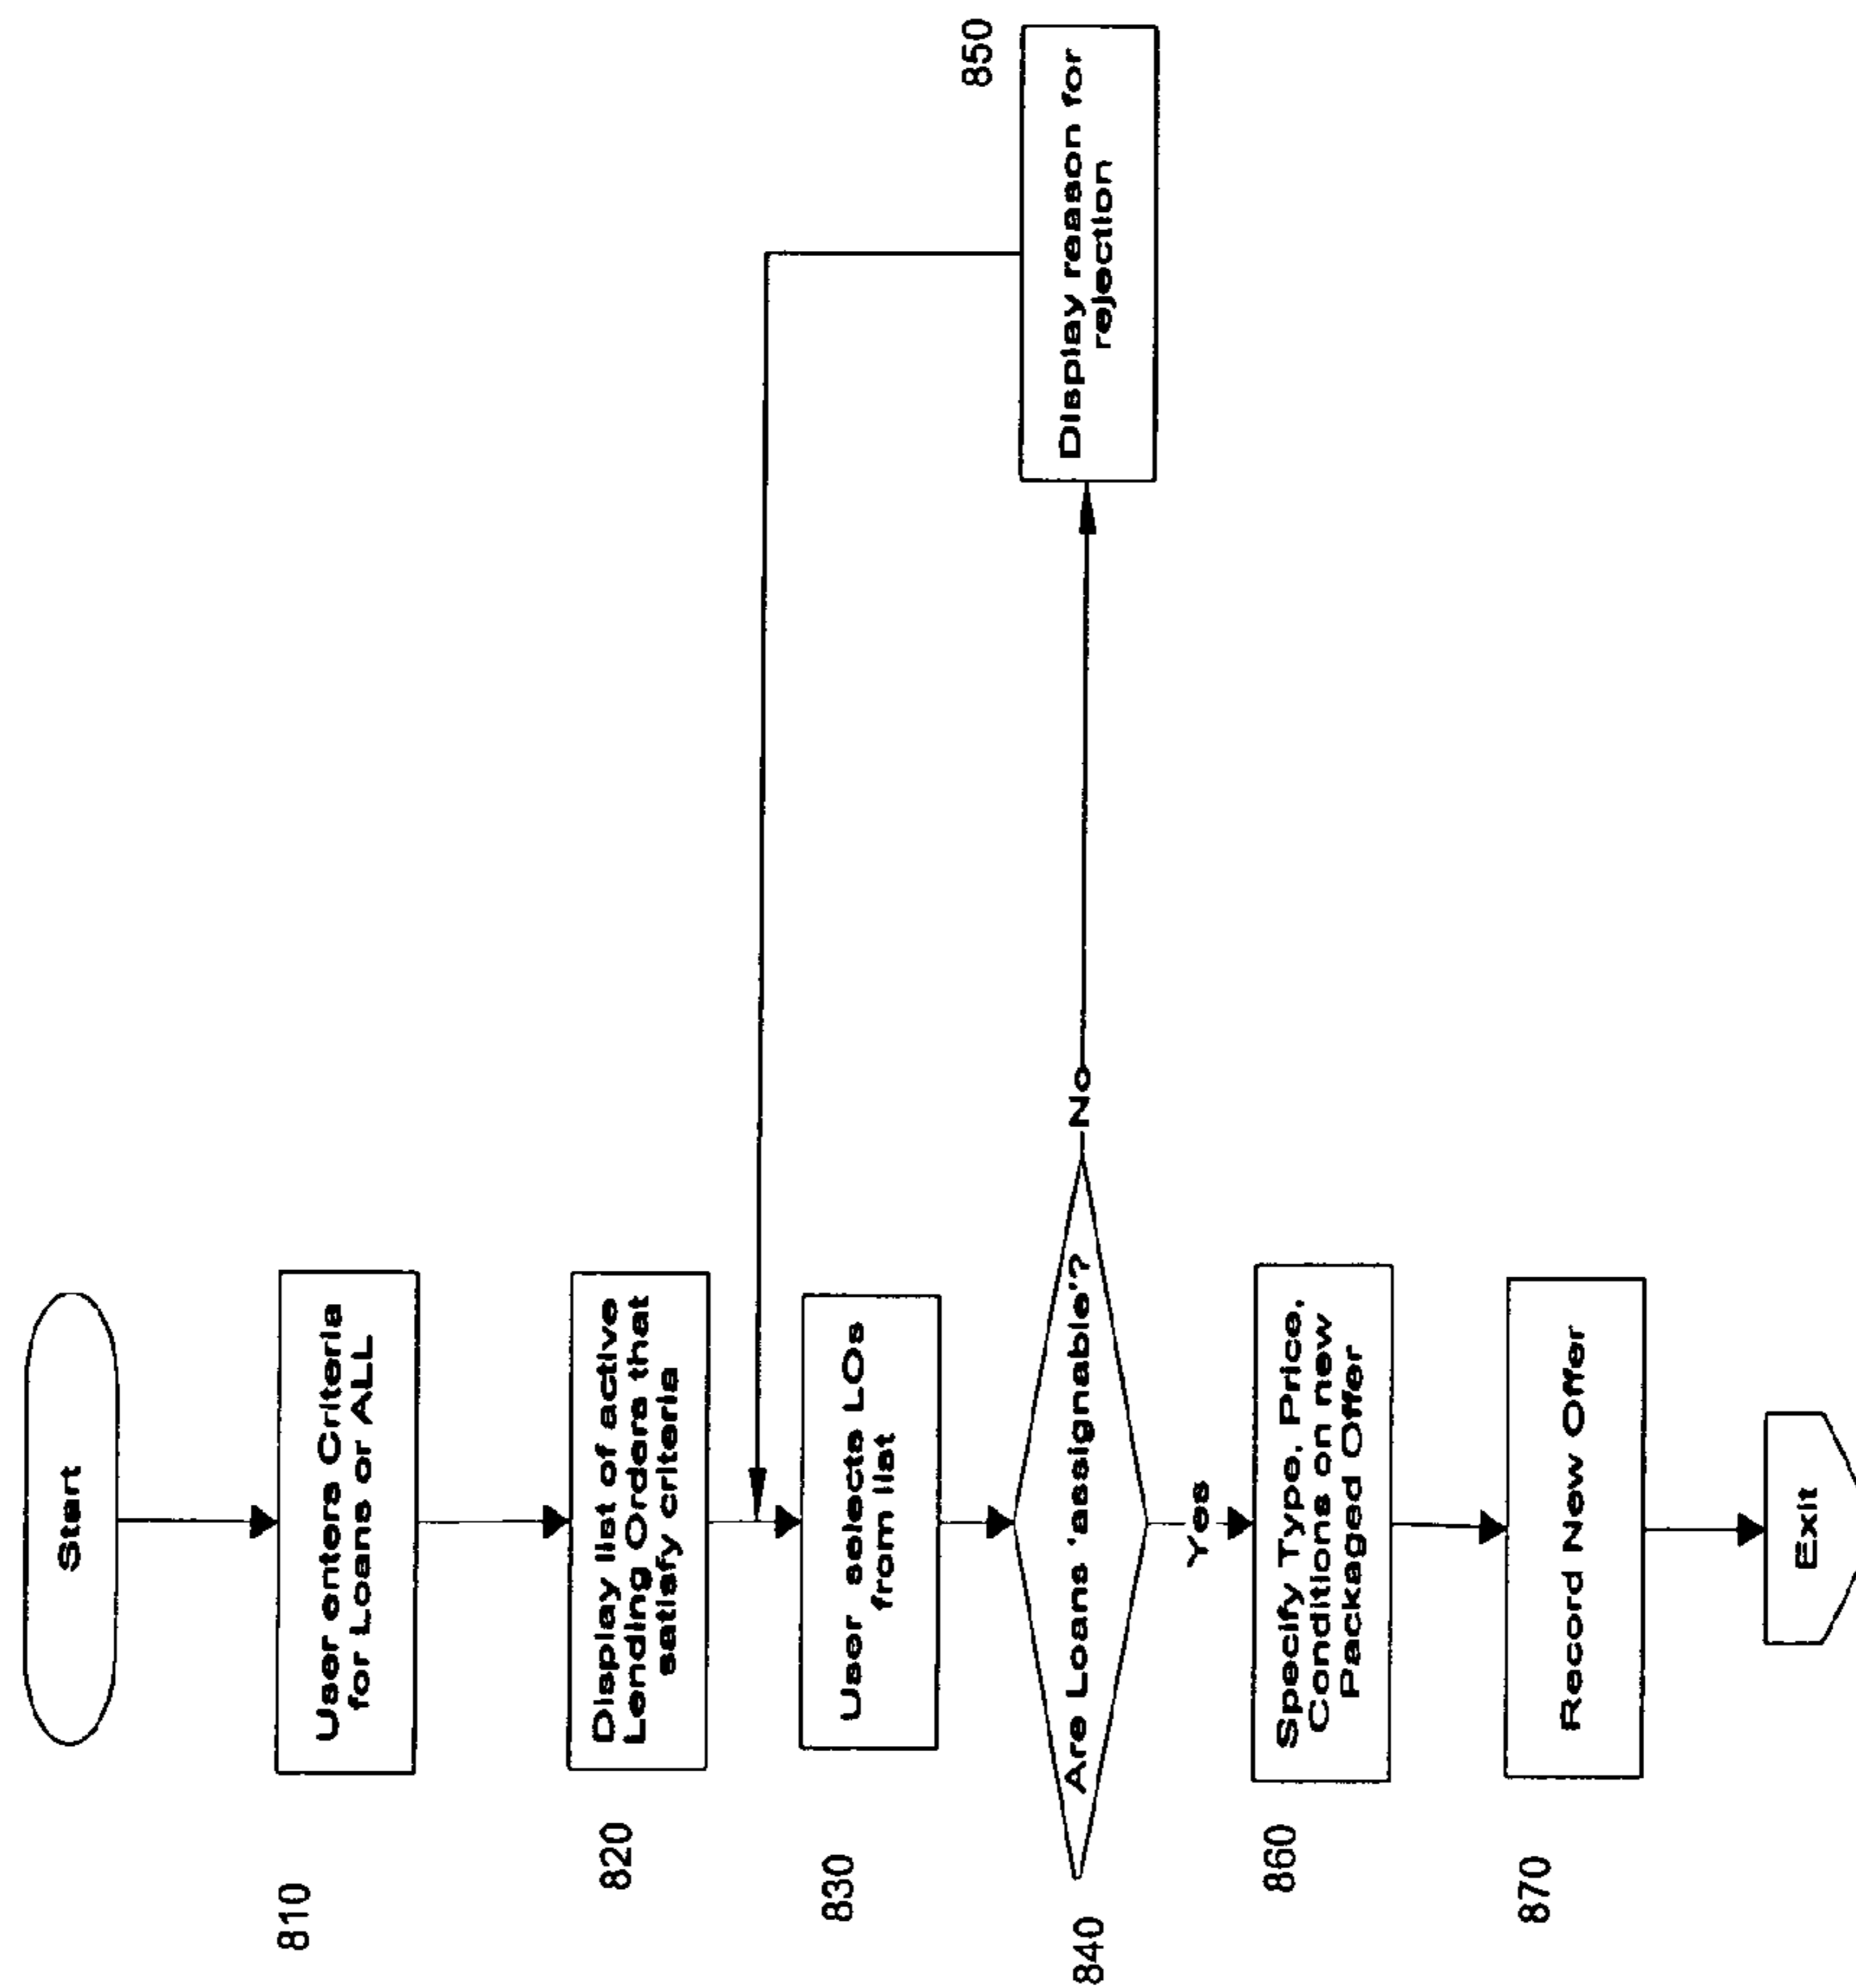 Start
810
User enters Criteria
for Loans or ALL
820
Display list of active
Lending Orders that
satisfy criteria
830
User selects LOs
from list
840
Are Loans 'assignable'?
No
850
Display reason for
rejection
Yes
860
Specify Type, Price,
Conditions on new
Packaged Offer
870
Record New Offer
Exit